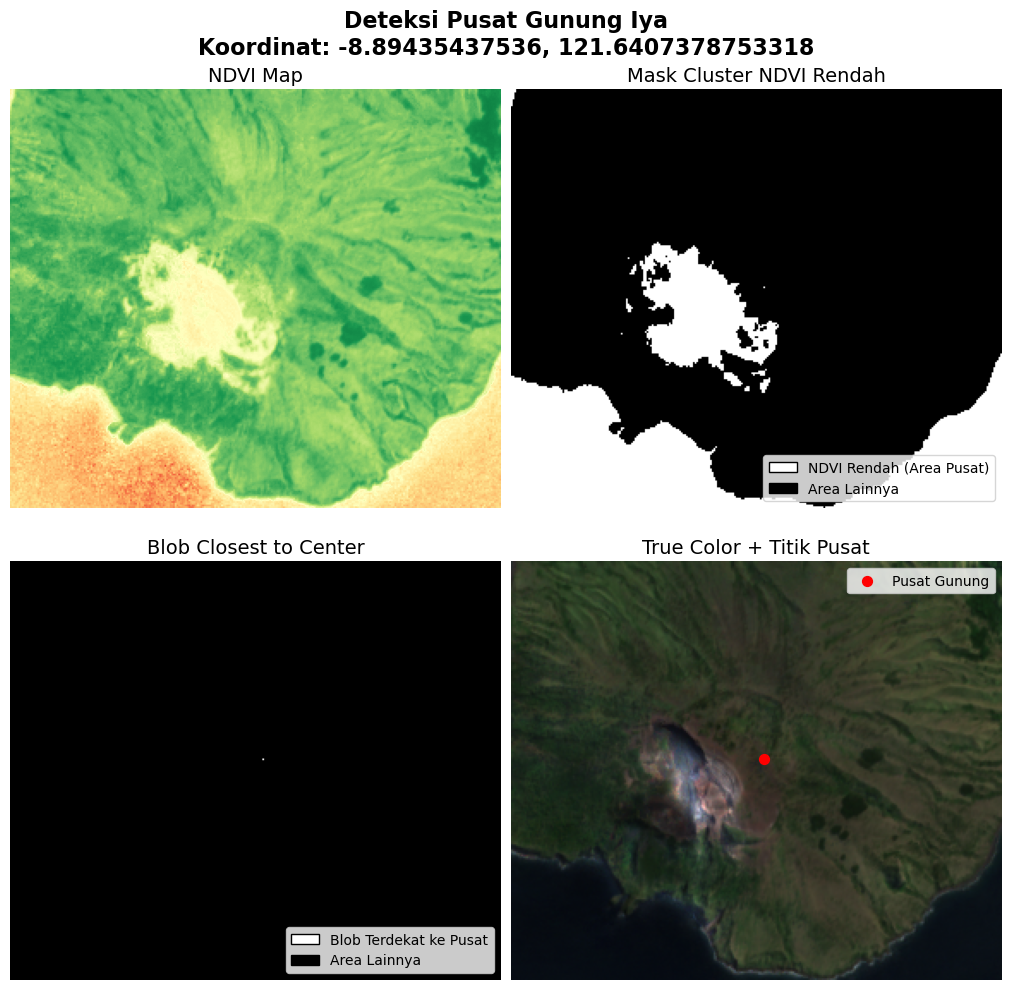 Deteksi Pusat Gunung Iya
Koordinat: -8.89435437536, 121.6407378753318
NDVI Map
Mask Cluster NDVI Rendah
NDVI Rendah (Area Pusat)
Area Lainnya
Blob Closest to Center
True Color + Titik Pusat
Blob Terdekat ke Pusat
Area Lainnya
Pusat Gunung